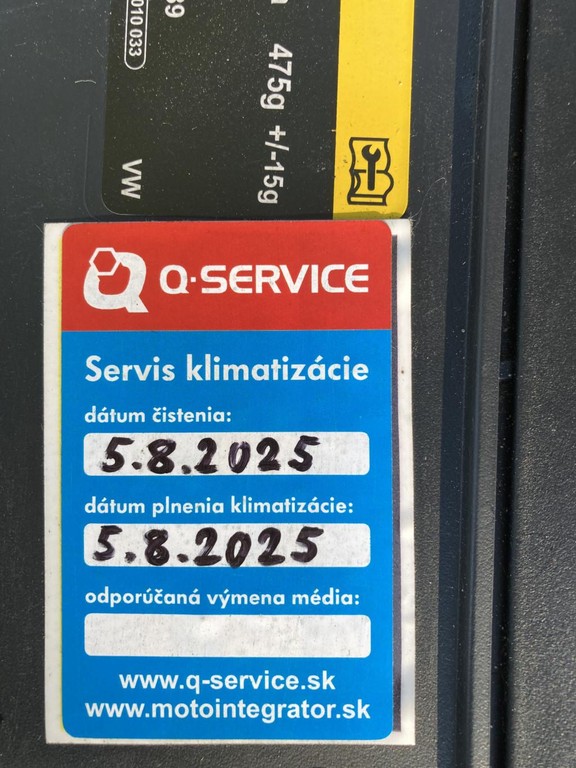 010 033
475g +/-15g
VW
Q·SERVICE
Servis klimatizácie
dátum čistenia:
5.8.2025
dátum plnenia klimatizácie:
5.8.2025
odporúčaná výmena média:
www.q-service.sk
www.motointegrator.sk